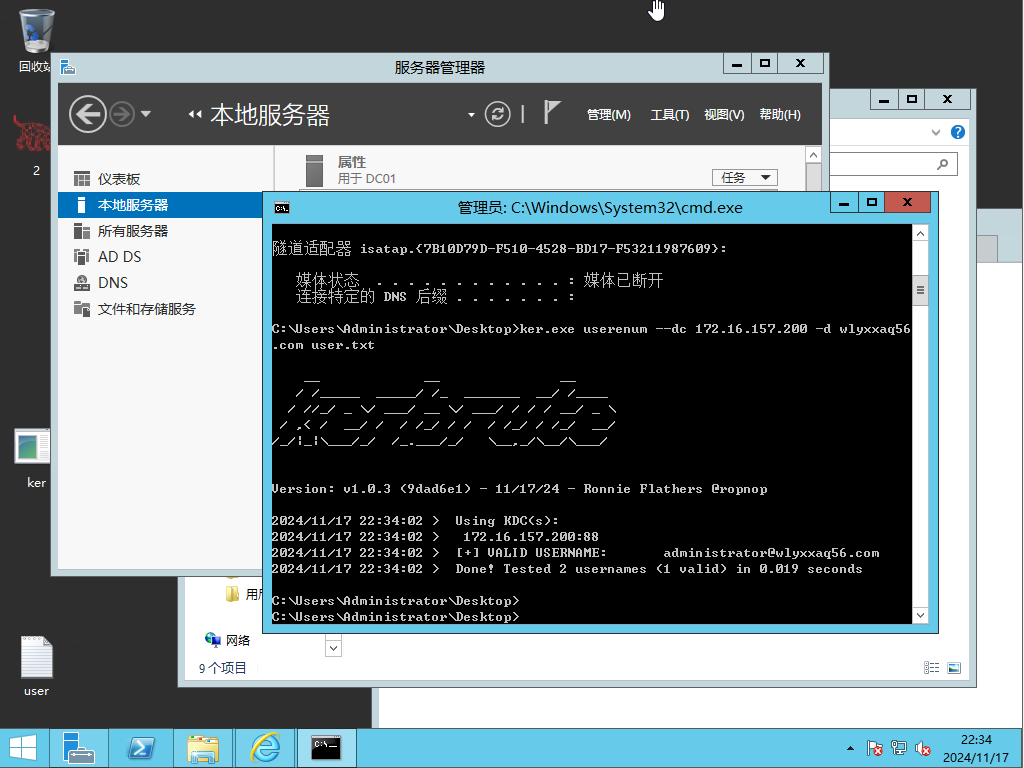 回收站
2
ker
user
服务器管理器
本地服务器
管理(M) 工具(T) 视图(V) 帮助(H)
仪表板
本地服务器
所有服务器
AD DS
DNS
文件和存储服务
属性
用于 DC01
任务
管理员: C:\Windows\System32\cmd.exe
隧道适配器 isatap.{7B10D79D-F510-4528-BD17-F53211987609}:
媒体状态 . . . . . . . . . . . . : 媒体已断开
连接特定的 DNS 后缀 . . . . . . . :
C:\Users\Administrator\Desktop>ker.exe userenum --dc 172.16.157.200 -d wlyxxaq56
.com user.txt
Version: v1.0.3 (9dad6e1) - 11/17/24 - Ronnie Flathers @ropnop
2024/11/17 22:34:02 >  Using KDC(s):
2024/11/17 22:34:02 >   172.16.157.200:88
2024/11/17 22:34:02 >  [+] VALID USERNAME:       administrator@wlyxxaq56.com
2024/11/17 22:34:02 >  Done! Tested 2 usernames (1 valid) in 0.019 seconds
C:\Users\Administrator\Desktop>
C:\Users\Administrator\Desktop>
网络
9 个项目
22:34
2024/11/17